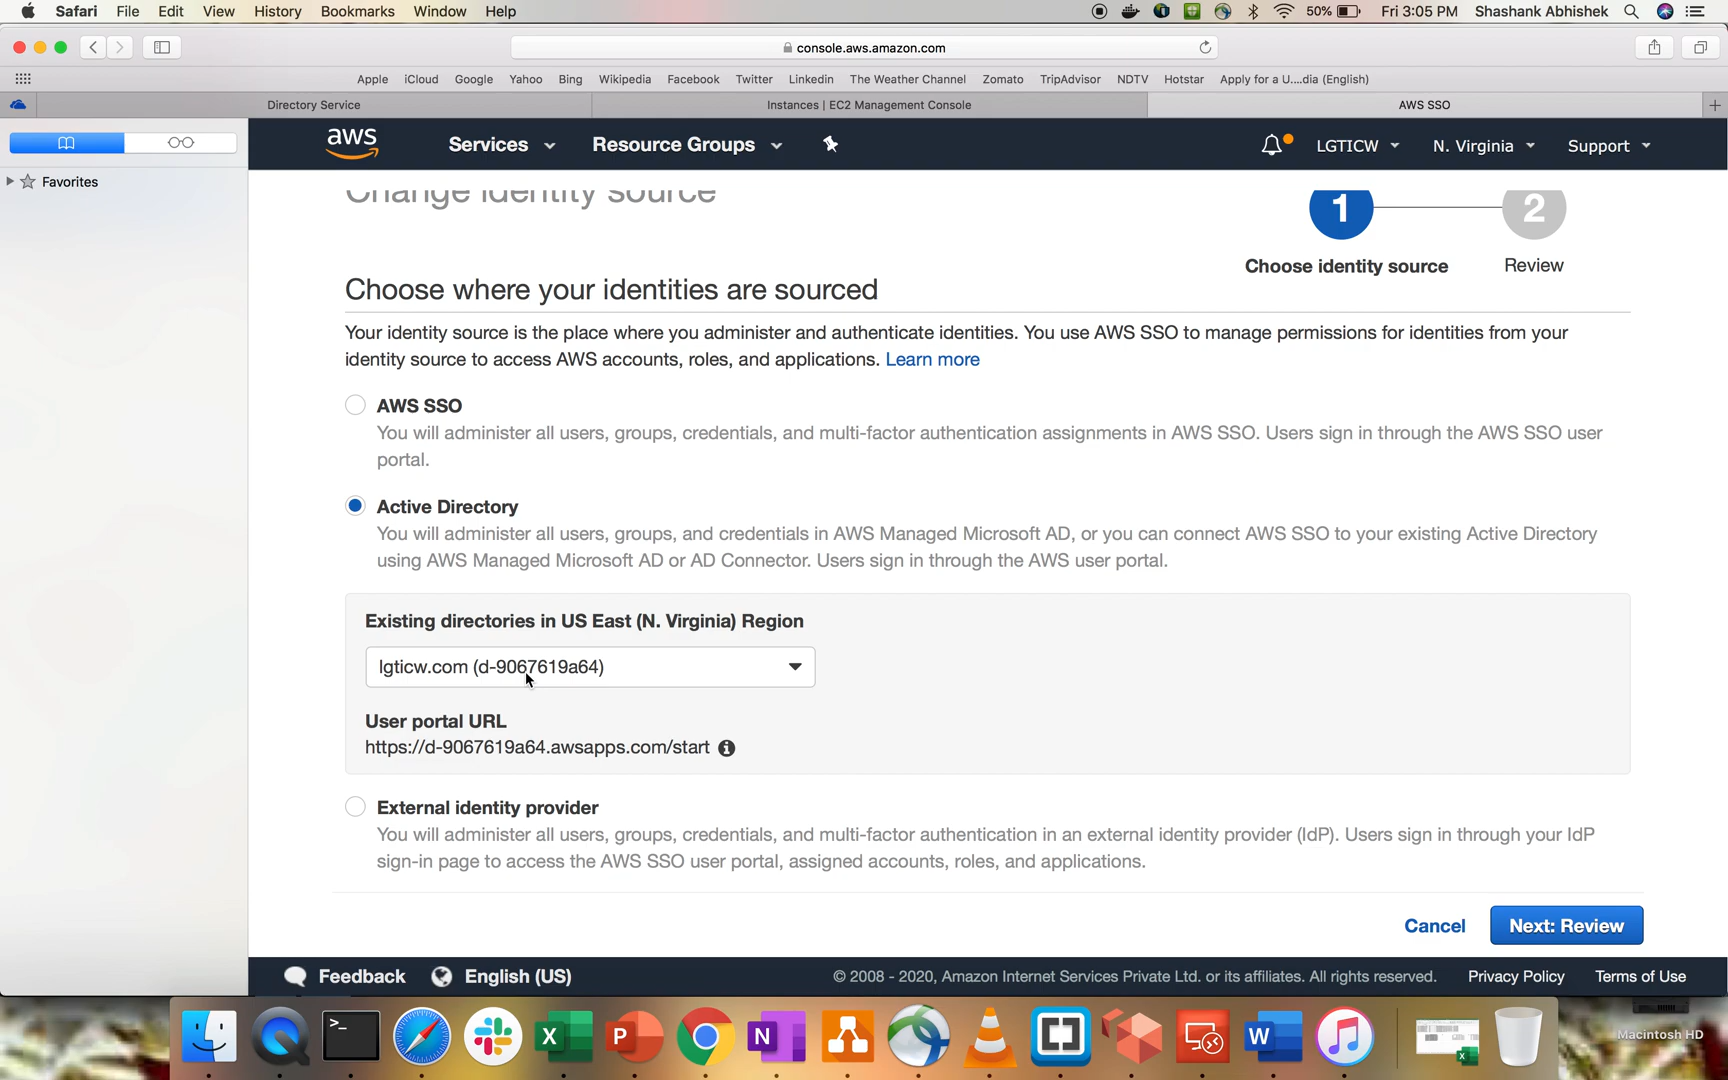 Safari File Edit View History Bookmarks Window Help 50% Fri 3:05 PM Shashank Abhishek
console.aws.amazon.com
Apple iCloud Google Yahoo Bing Wikipedia Facebook Twitter Linkedin The Weather Channel Zomato TripAdvisor NDTV Hotstar Apply for a U....dia (English)
Directory Service Instances | EC2 Management Console AWS SSO
aws Services Resource Groups LGTICW N. Virginia Support
Favorites
Change identity source
1 2
Choose identity source Review
Choose where your identities are sourced
Your identity source is the place where you administer and authenticate identities. You use AWS SSO to manage permissions for identities from your
identity source to access AWS accounts, roles, and applications. Learn more
AWS SSO
You will administer all users, groups, credentials, and multi-factor authentication assignments in AWS SSO. Users sign in through the AWS SSO user
portal.
Active Directory
You will administer all users, groups, and credentials in AWS Managed Microsoft AD, or you can connect AWS SSO to your existing Active Directory
using AWS Managed Microsoft AD or AD Connector. Users sign in through the AWS user portal.
Existing directories in US East (N. Virginia) Region
lgticw.com (d-9067619a64)
User portal URL
https://d-9067619a64.awsapps.com/start
External identity provider
You will administer all users, groups, credentials, and multi-factor authentication in an external identity provider (IdP). Users sign in through your IdP
sign-in page to access the AWS SSO user portal, assigned accounts, roles, and applications.
Cancel Next: Review
Feedback English (US) © 2008 - 2020, Amazon Internet Services Private Ltd. or its affiliates. All rights reserved. Privacy Policy Terms of Use
Macintosh HD